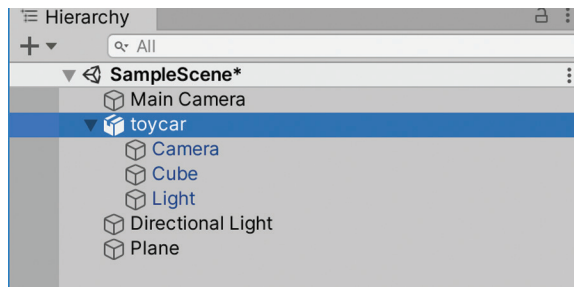 Hierarchy
All
SampleScene*
Main Camera
toycar
Camera
Cube
Light
Directional Light
Plane